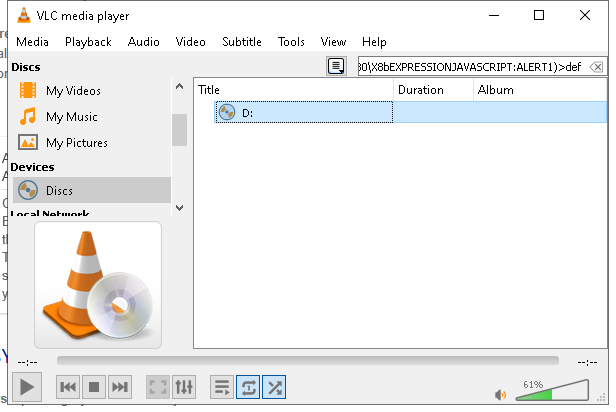 VLC media player
Media Playback Audio Video Subtitle Tools View Help
Discs
30\X8bEXPRESSIONJAVASCRIPT:ALERT1)>def
My Videos
My Music
My Pictures
Devices
Discs
Local Network
Title Duration Album
D:
--:-- --:--
61%